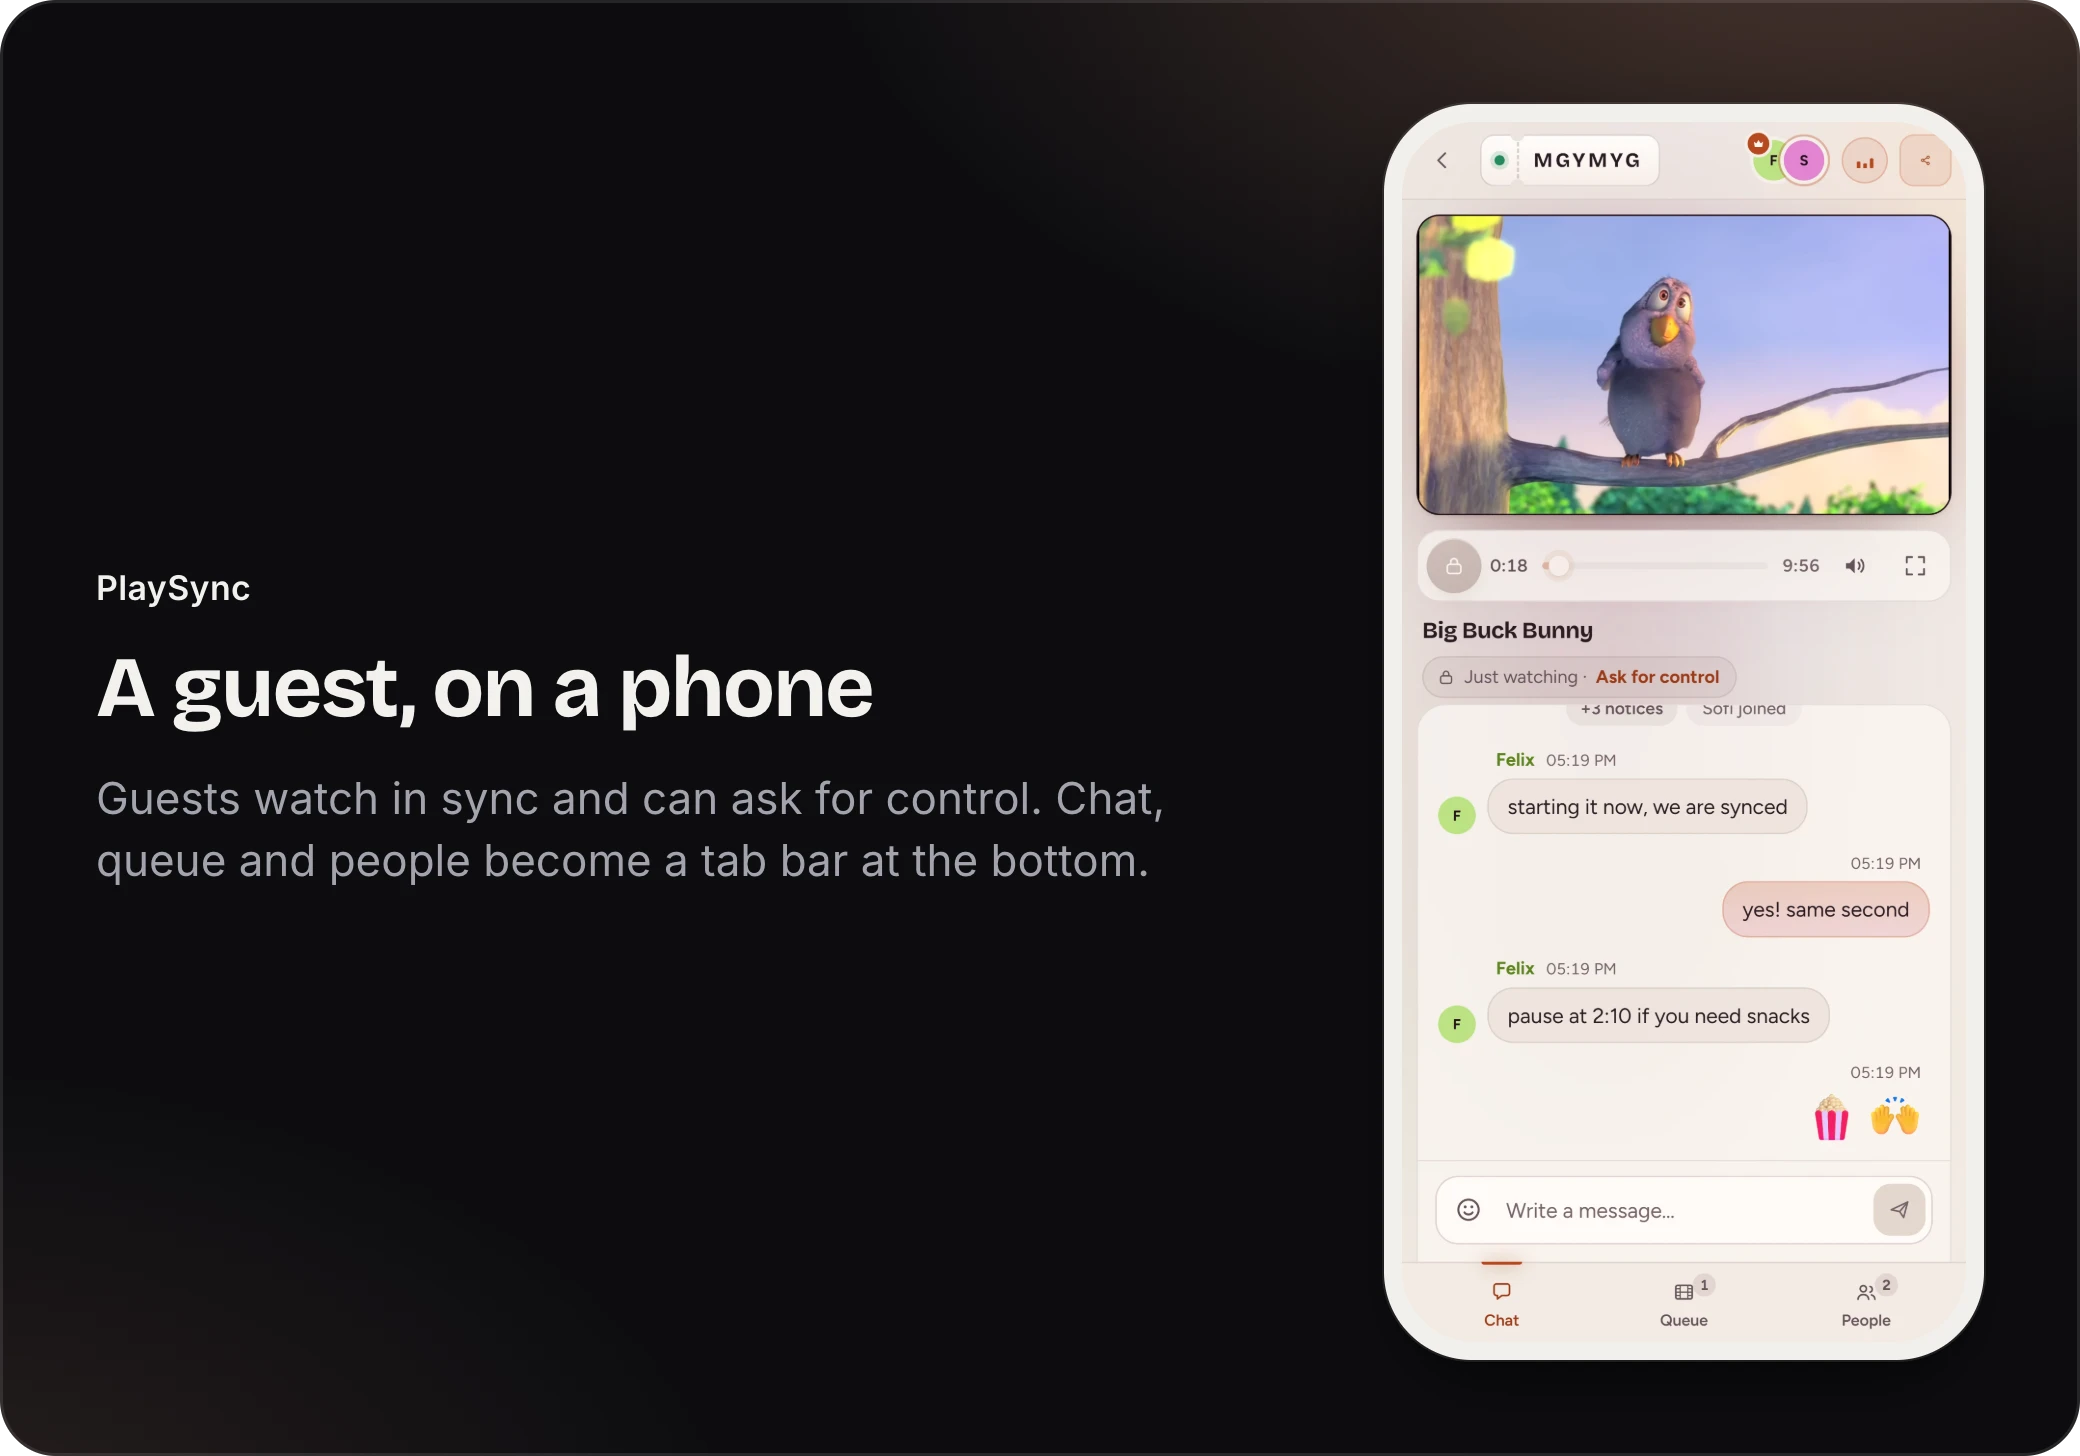 PlaySync
A guest, on a phone
Guests watch in sync and can ask for control. Chat,
queue and people become a tab bar at the bottom.
MGYMYG
F
S
0:18
9:56
Big Buck Bunny
Just watching · Ask for control
+3 notices
Sofi joined
Felix 05:19 PM
F
starting it now, we are synced
05:19 PM
yes! same second
Felix 05:19 PM
F
pause at 2:10 if you need snacks
05:19 PM
Write a message...
1
2
Chat
Queue
People